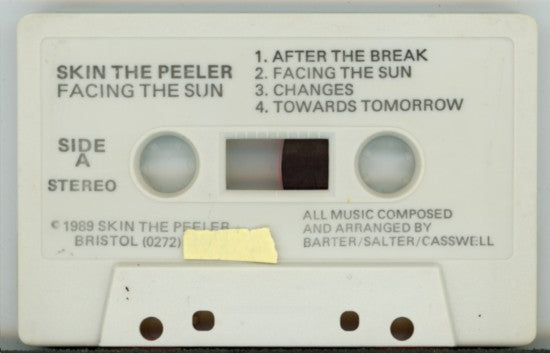 SKIN THE PEELER
FACING THE SUN
1. AFTER THE BREAK
2. FACING THE SUN
3. CHANGES
4. TOWARDS TOMORROW
SIDE
A
STEREO
© 1989 SKIN THE PEELER
BRISTOL (0272)
ALL MUSIC COMPOSED
AND ARRANGED BY
BARTER/SALTER/CASSWELL